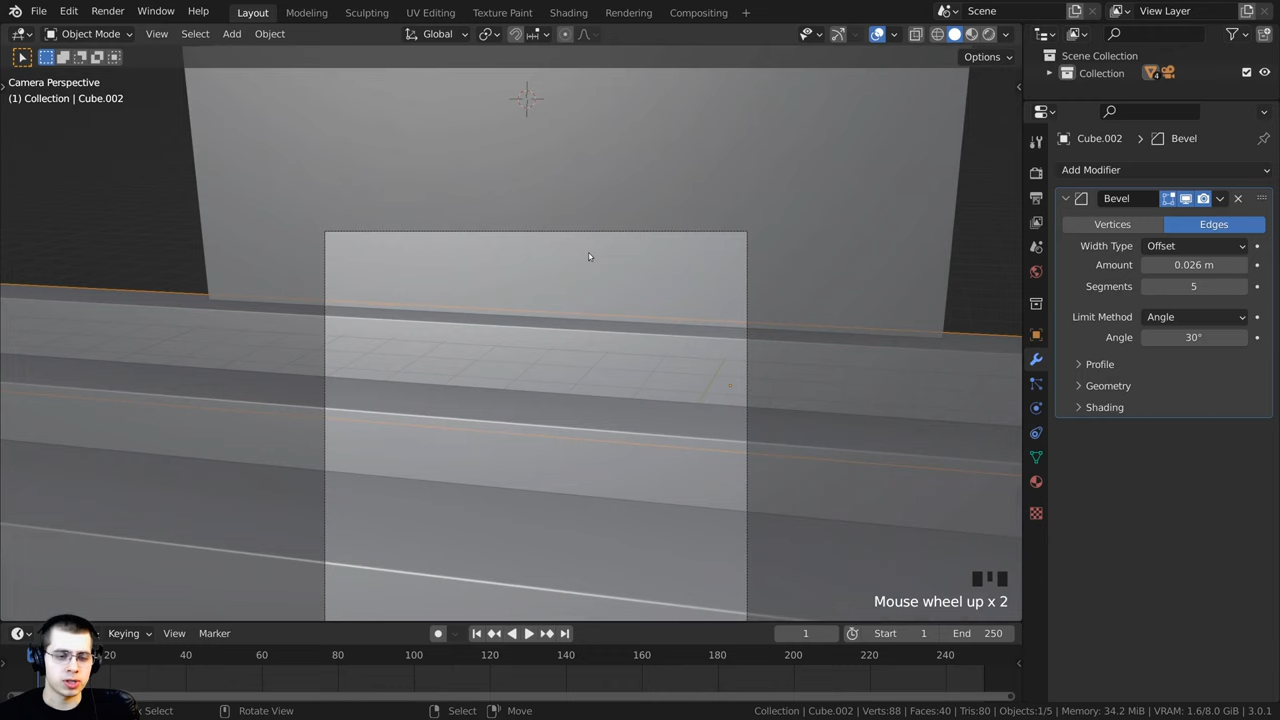 File Edit Render Window Help Layout Modeling Sculpting UV Editing Texture Paint Shading Rendering Compositing + Scene View Layer
Object Mode View Select Add Object Global
Options
Camera Perspective
(1) Collection | Cube.002
Scene Collection
Collection 4
Cube.002 > Bevel
Add Modifier
Bevel
Vertices Edges
Width Type Offset
Amount 0.026 m
Segments 5
Limit Method Angle
Angle 30°
Profile
Geometry
Shading
Mouse wheel up x 2
Keying View Marker 1 Start 1 End 250
20 40 60 80 100 120 140 160 180 200 220 240
Select Rotate View Select Move Collection | Cube.002 | Verts:88 | Faces:40 | Tris:80 | Objects:1/5 | Memory: 34.2 MiB | VRAM: 1.6/8.0 GiB | 3.0.1